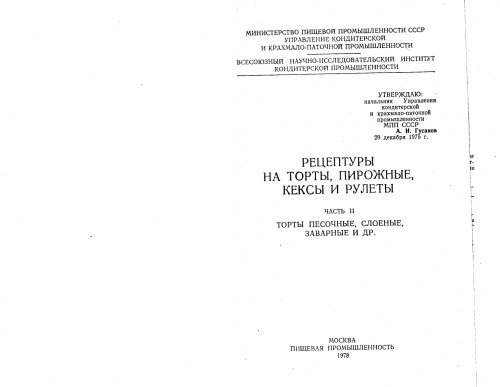 МИНИСТЕРСТВО ПИЩЕВОЙ ПРОМЫШЛЕННОСТИ СССР
УПРАВЛЕНИЕ КОНДИТЕРСКОЙ
И КРАХМАЛО-ПАТОЧНОЙ ПРОМЫШЛЕННОСТИ
ВСЕСОЮЗНЫЙ НАУЧНО-ИССЛЕДОВАТЕЛЬСКИЙ ИНСТИТУТ
КОНДИТЕРСКОЙ ПРОМЫШЛЕННОСТИ
УТВЕРЖДАЮ:
начальник Управления
кондитерской
и крахмало-паточной
промышленности
МПП СССР
А. Н. Гусаков
29 декабря 1975 г.
РЕЦЕПТУРЫ
НА ТОРТЫ, ПИРОЖНЫЕ,
КЕКСЫ И РУЛЕТЫ
ЧАСТЬ II
ТОРТЫ ПЕСОЧНЫЕ, СЛОЕНЫЕ,
ЗАВАРНЫЕ И ДР.
МОСКВА
ПИЩЕВАЯ ПРОМЫШЛЕННОСТЬ
1978